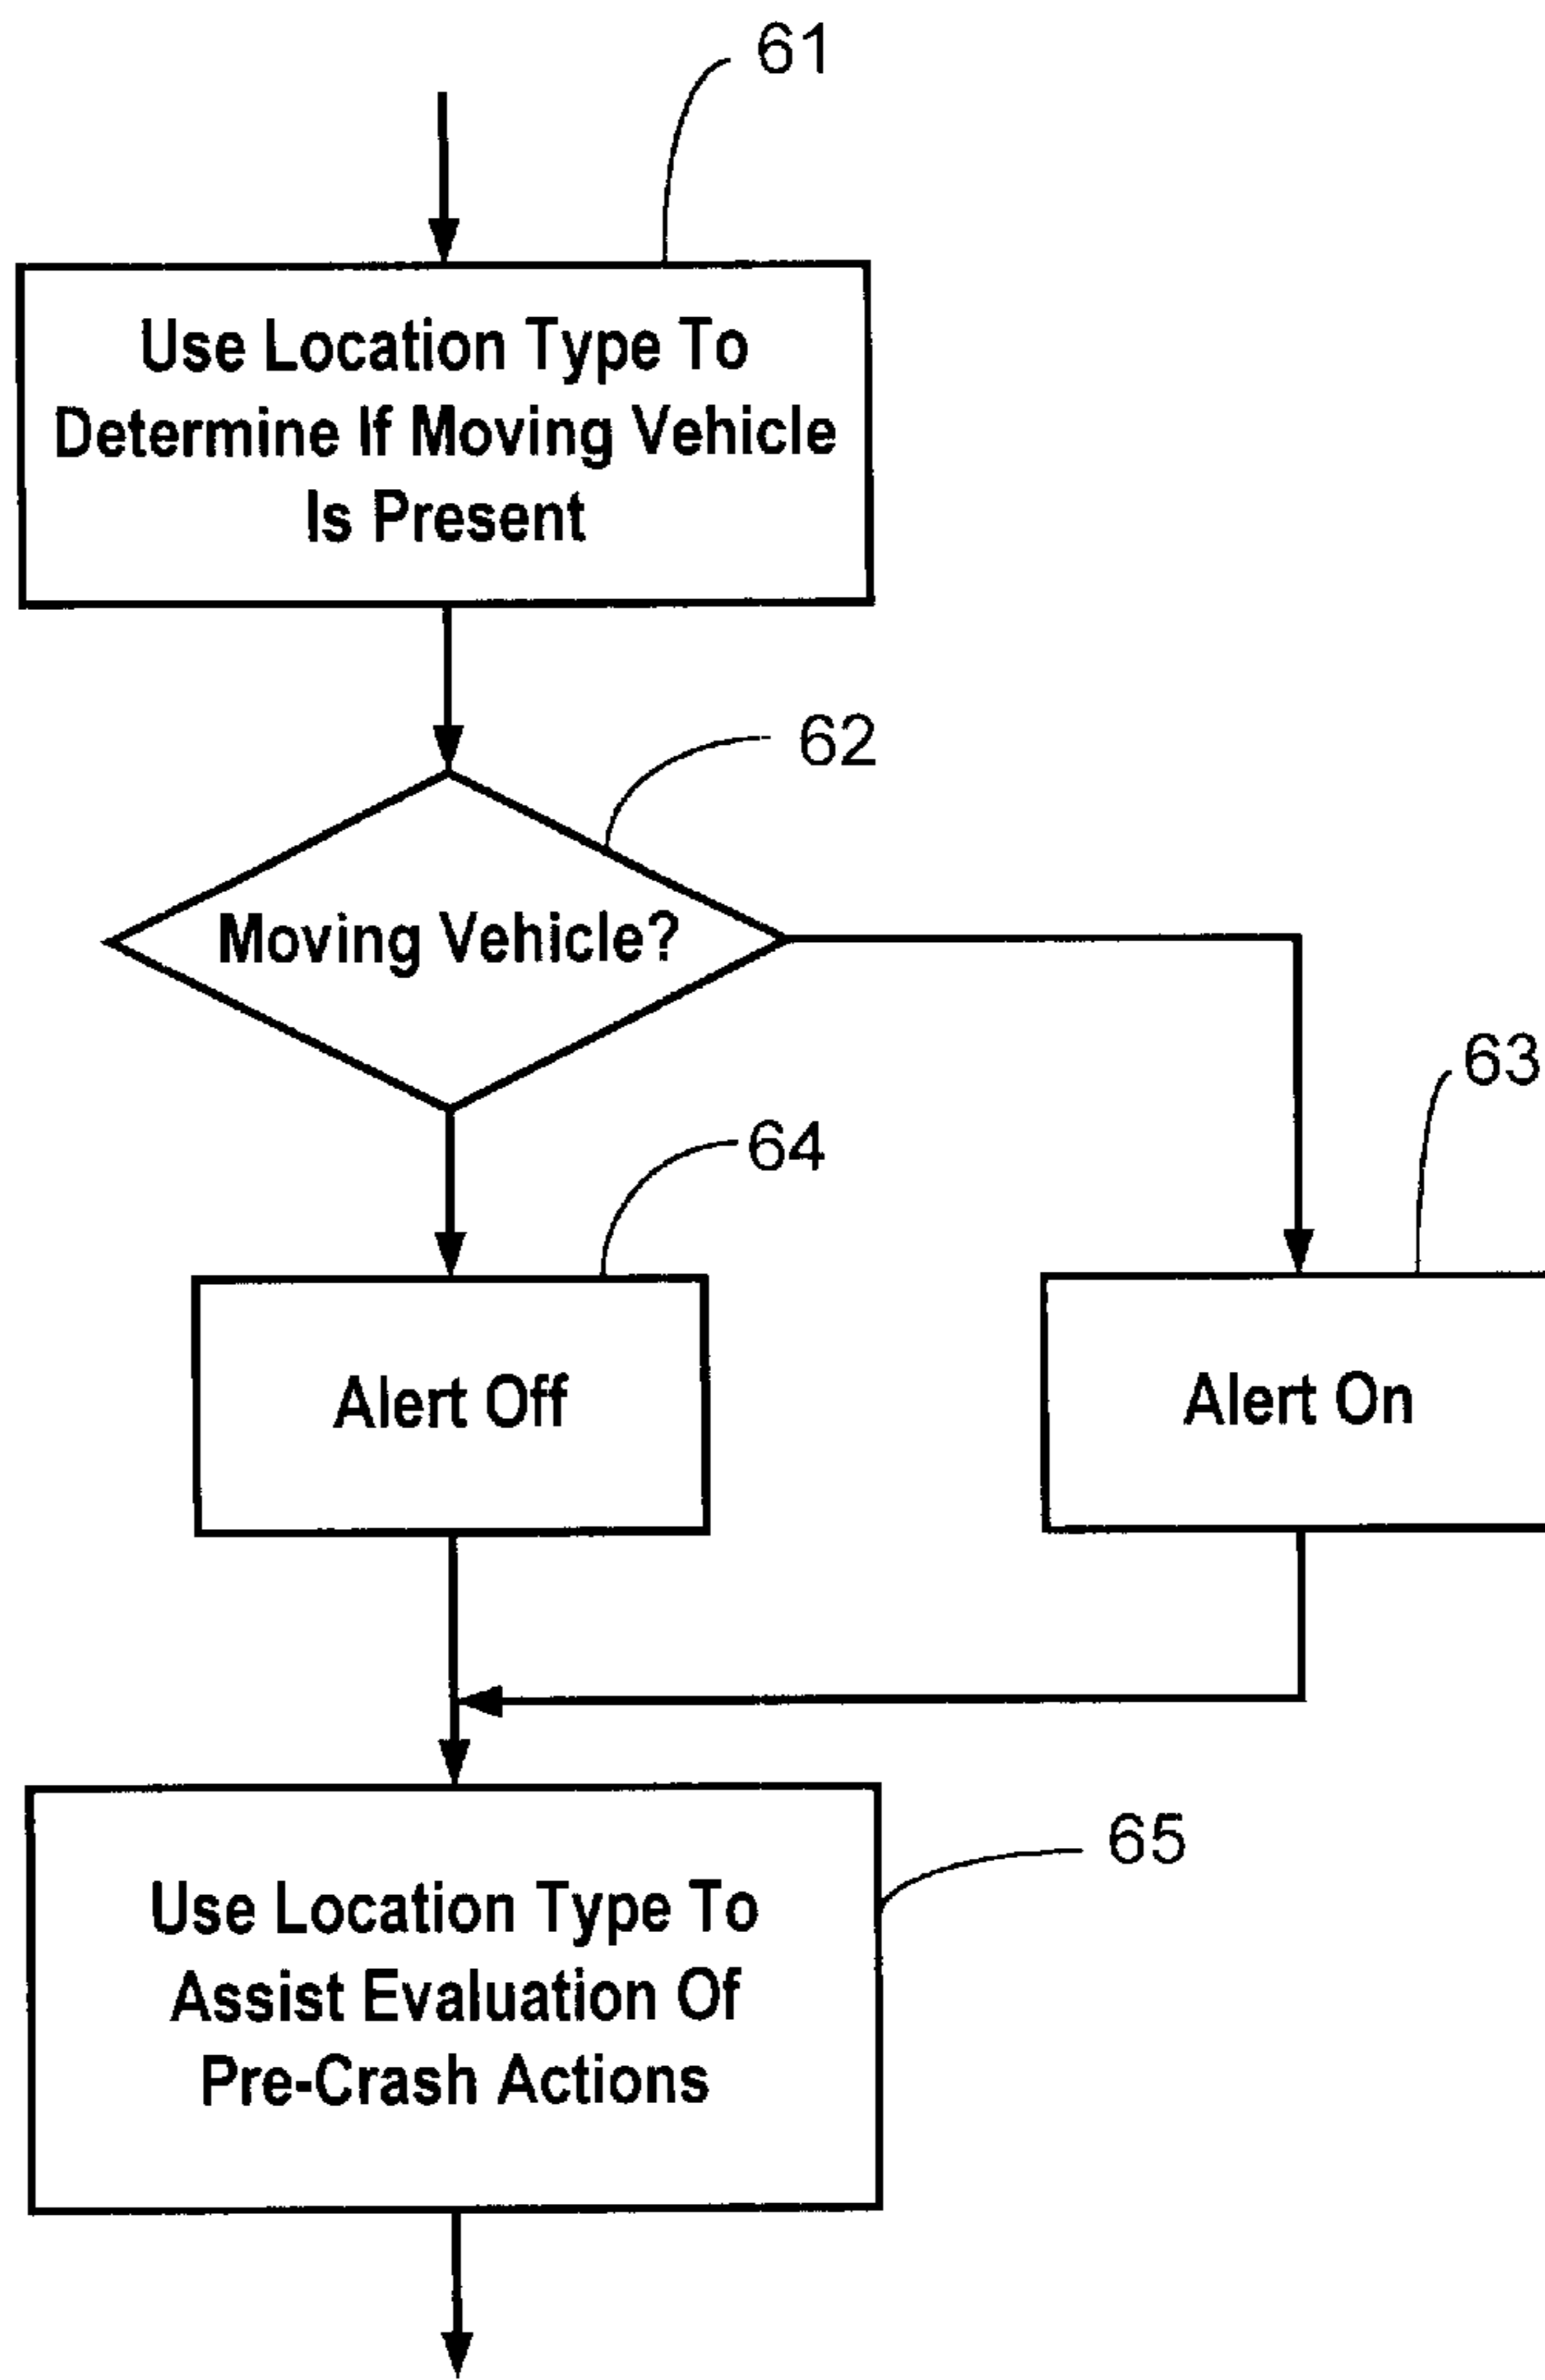 61
Use Location Type To
Determine If Moving Vehicle
Is Present
62
Moving Vehicle?
63
64
Alert Off
Alert On
65
Use Location Type To
Assist Evaluation Of
Pre-Crash Actions